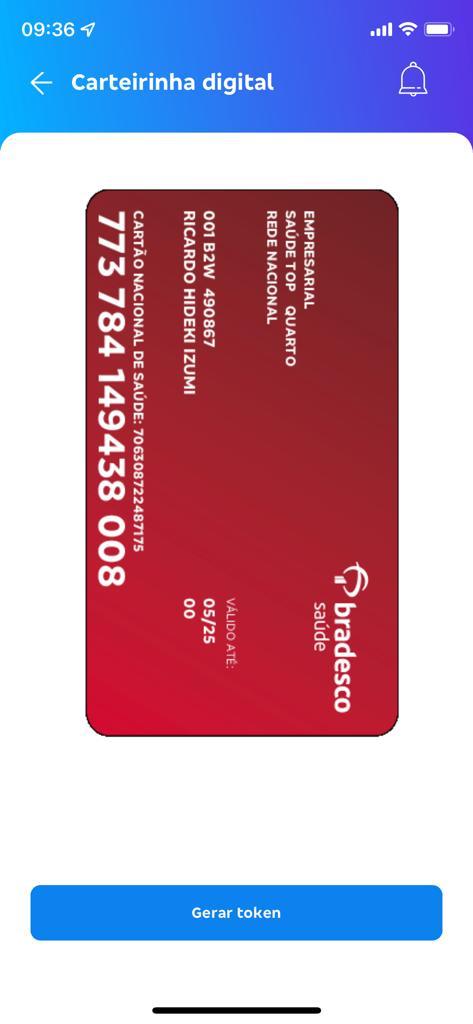 09:36
Carteirinha digital
bradesco
saúde
EMPRESARIAL
SAÚDE TOP QUARTO
REDE NACIONAL
VÁLIDO ATÉ:
001 B2W 490867 05/25
RICARDO HIDEKI IZUMI 00
CARTÃO NACIONAL DE SAÚDE: 706308722487175
773 784 149438 008
Gerar token